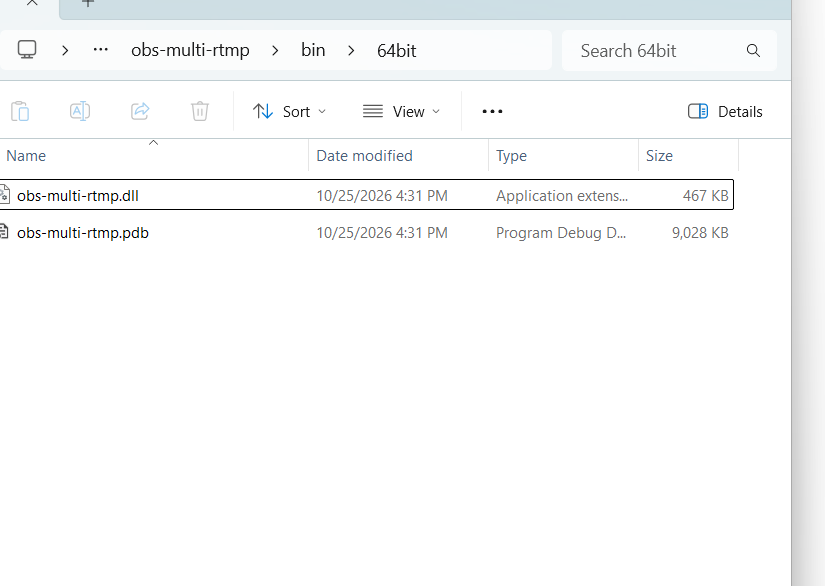 obs-multi-rtmp > bin > 64bit Search 64bit
Sort View Details
Name Date modified Type Size
obs-multi-rtmp.dll 10/25/2026 4:31 PM Application extens... 467 KB
obs-multi-rtmp.pdb 10/25/2026 4:31 PM Program Debug D... 9,028 KB